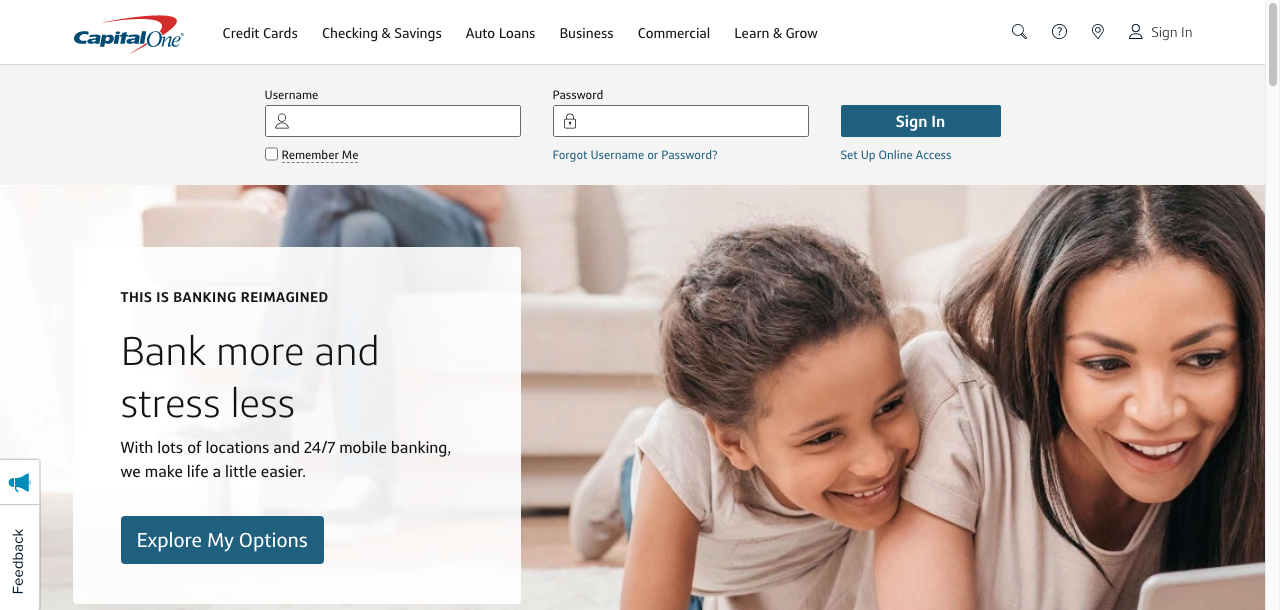 CapitalOne
Credit Cards
Checking & Savings
Auto Loans
Business
Commercial
Learn & Grow
Sign In
Username
Password
Sign In
Remember Me
Forgot Username or Password?
Set Up Online Access
THIS IS BANKING REIMAGINED
Bank more and
stress less
With lots of locations and 24/7 mobile banking,
we make life a little easier.
Explore My Options
Feedback